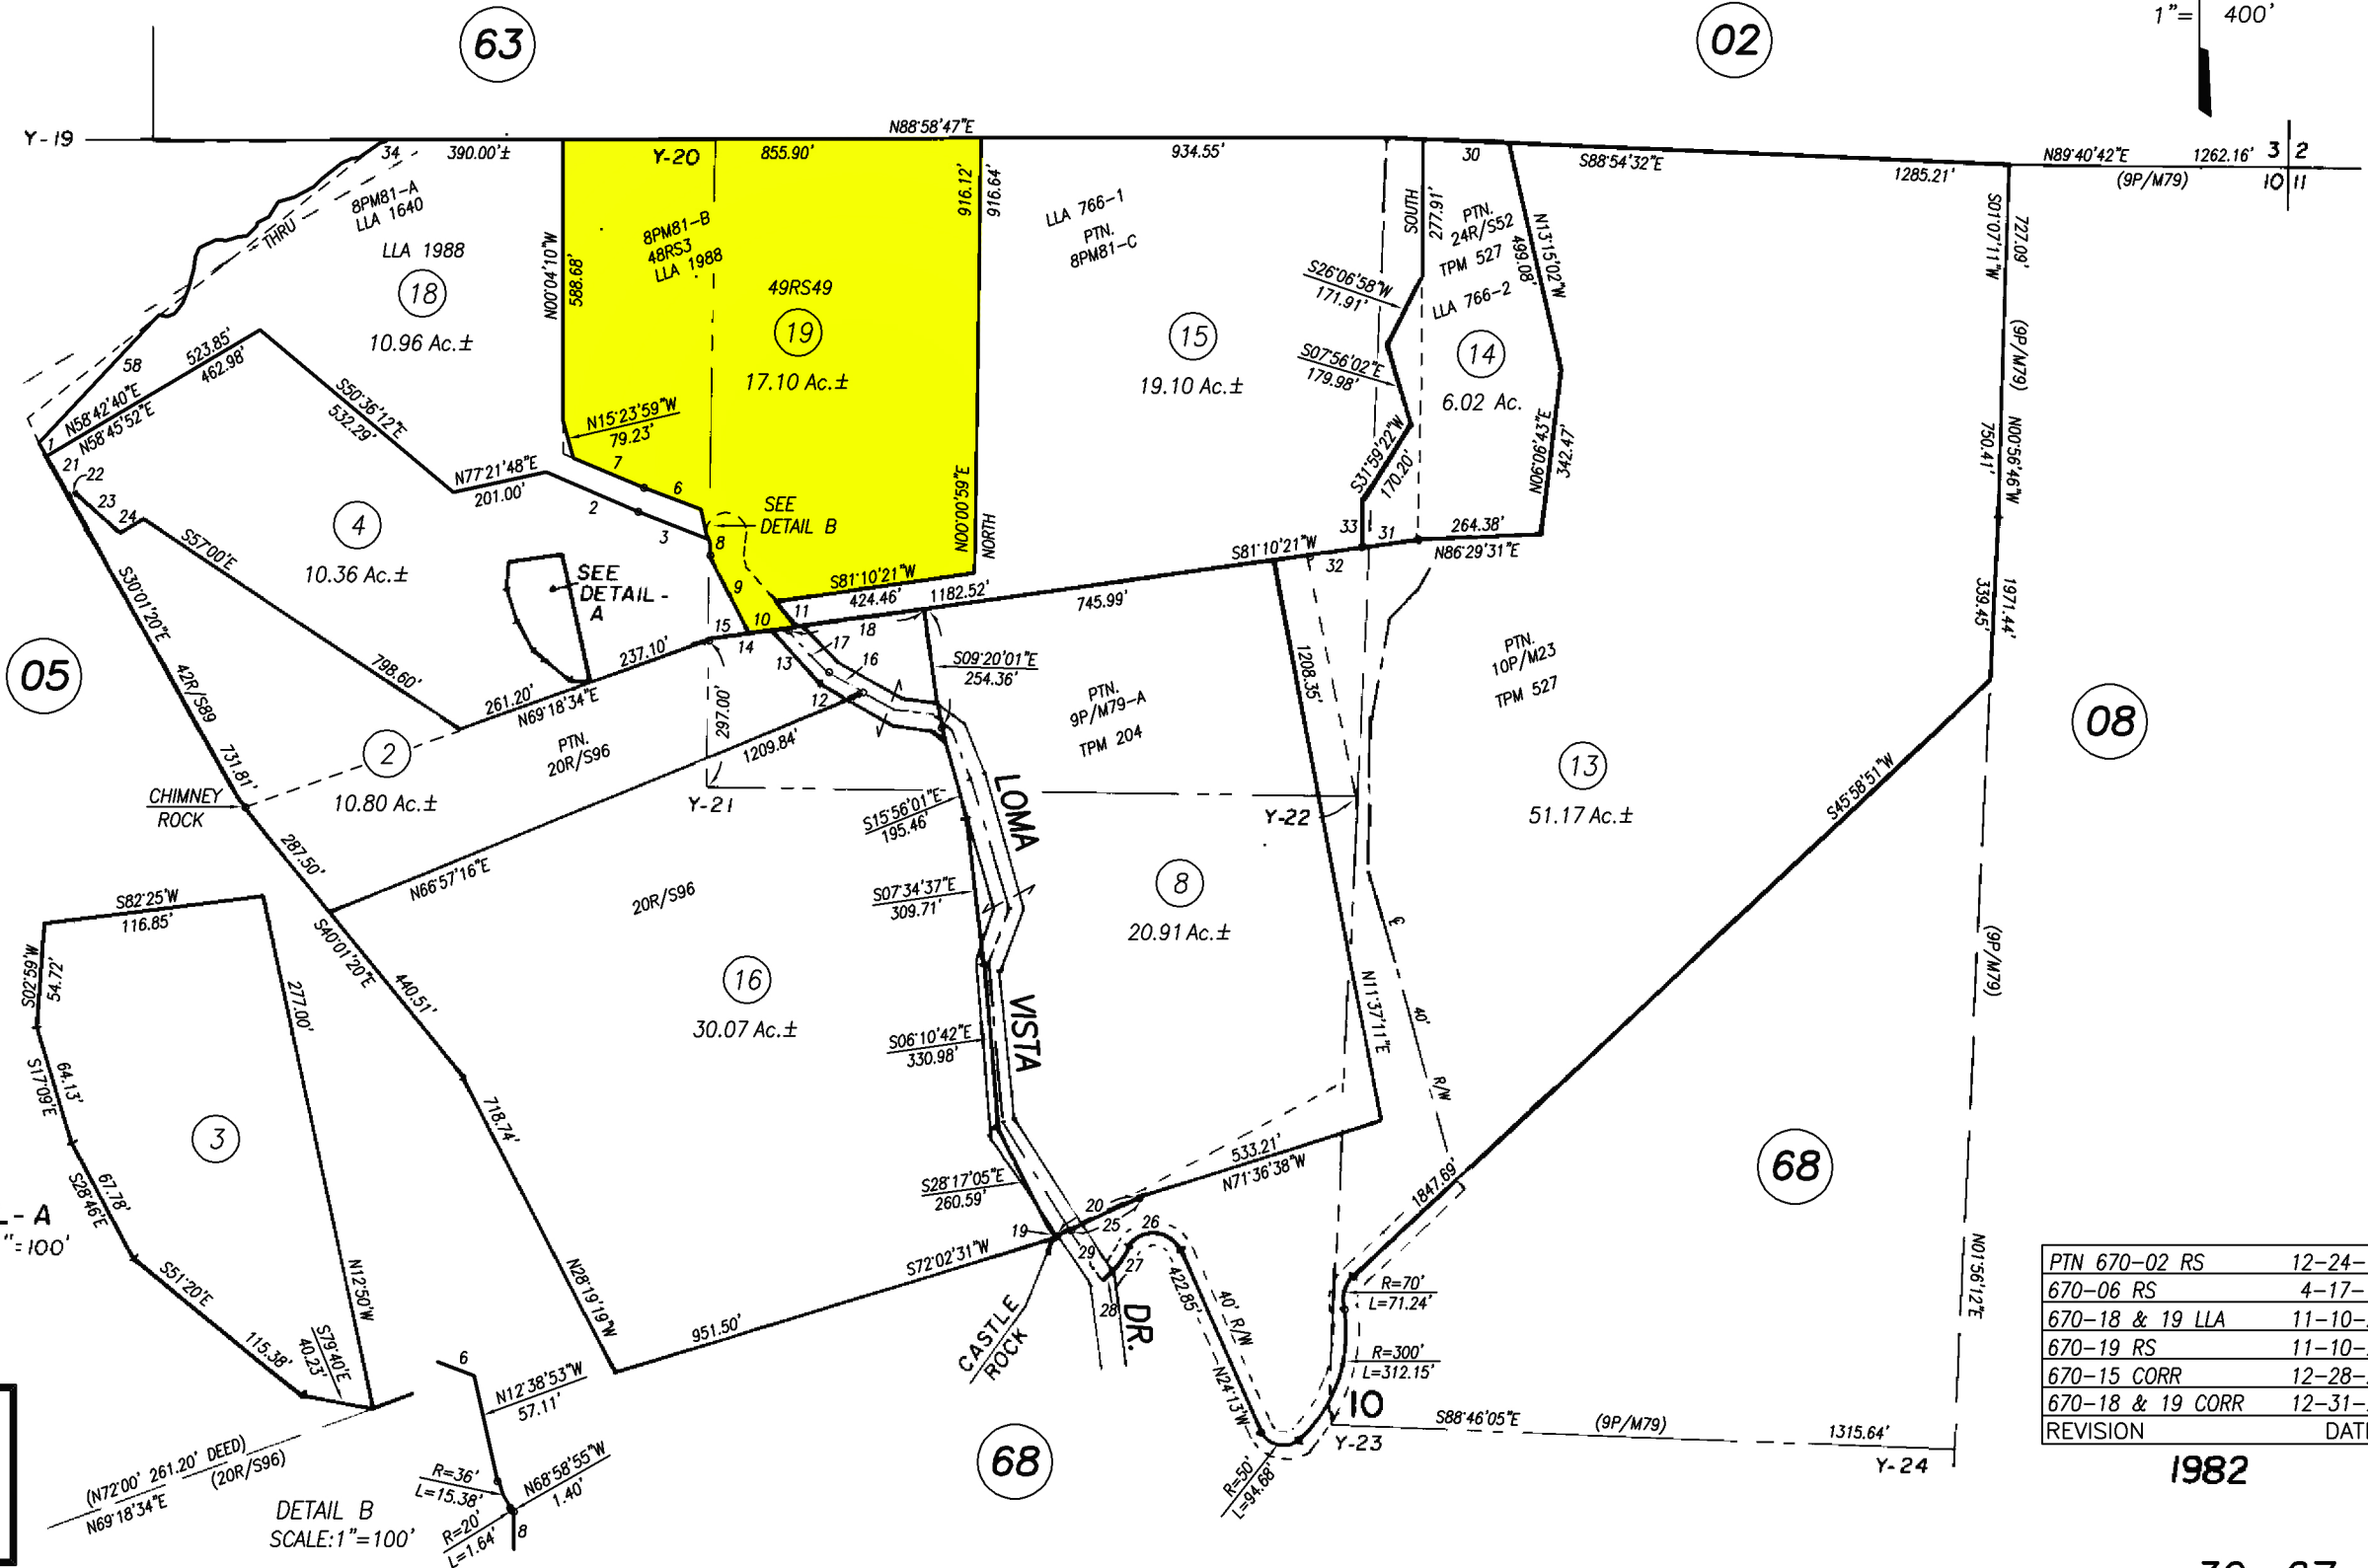 63
02
1"= 400'
Y-19
N88°58'47"E
34
390.00'±
Y-20
855.90'
934.55'
30
S88°54'32"E
1285.21'
N89°40'42"E
1262.16'
(9P/M79)
3 2
10 11
THRU
8PM81-A
LLA 1640
LLA 1988
18
10.96 Ac.±
N00°04'10"W
588.68'
8PM81-B
48RS3
LLA 1988
49RS49
19
17.10 Ac.±
916.12'
916.64'
N00°00'59"E
NORTH
LLA 766-1
PTN.
8PM81-C
15
19.10 Ac.±
SOUTH
277.91'
PTN.
24R/S52
TPM 527
LLA 766-2
14
6.02 Ac.
N13°15'02"W
499.08'
S26°06'58"W
171.91'
S07°56'02"E
179.98'
S31°59'22"W
170.20'
N06°06'43"E
342.47'
S01°07'11"W
727.09'
(9P/M79)
N00°56'46"W
750.41'
339.45'
1971.44'
58
523.85'
462.98'
N58°42'40"E
N58°45'52"E
1
21
22
23
24
S50°36'12"E
532.29'
N77°21'48"E
201.00'
N15°23'59"W
79.23'
7
6
2
3
SEE
DETAIL B
8
9
10
11
4
10.36 Ac.±
S57°00'E
798.60'
SEE
DETAIL -
A
S81°10'21"W
424.46'
1182.52'
S81°10'21"W
745.99'
33
31
32
264.38'
N86°29'31"E
05
S30°01'20"E
42R/S89
731.81'
15
14
18
17
16
13
12
237.10'
261.20'
N69°18'34"E
297.00'
S09°20'01"E
254.36'
PTN.
9P/M79-A
TPM 204
1208.35'
PTN.
10P/M23
TPM 527
13
51.17 Ac.±
08
CHIMNEY
ROCK
2
10.80 Ac.±
PTN.
20R/S96
1209.84'
N66°57'16"E
Y-21
Y-22
287.50'
S15°56'01"E
195.46'
LOMA
VISTA
DR.
S45°58'51"W
1847.69'
S82°25'W
116.85'
S02°59'W
54.72'
277.00'
S40°01'20"E
440.51'
20R/S96
16
30.07 Ac.±
S07°34'37"E
309.71'
8
20.91 Ac.±
N11°37'11"E
40'
R/W
(9P/M79)
S06°10'42"E
330.98'
S17°09'E
64.13'
3
718.74'
N28°19'19"W
67.78'
S28°46'E
L- A
"=100'
S51°20'E
115.38'
N12°50'W
S79°40'E
40.23'
S28°17'05"E
260.59'
533.21'
N71°36'38"W
68
20
19
25
26
29
27
28
S72°02'31"W
951.50'
CASTLE
ROCK
422.85'
40' R/W
N24°13'W
R=70'
L=71.24'
R=300'
L=312.15'
10
S88°46'05"E
(9P/M79)
1315.64'
Y-23
Y-24
N01°56'12"E
R=50'
L=94.68'
68
6
N12°38'53"W
57.11'
R=36'
L=15.38'
N68°58'55"W
1.40'
R=20'
L=1.64'
8
(N72°00' 261.20' DEED)
N69°18'34"E
(20R/S96)
DETAIL B
SCALE:1"=100'
PTN 670-02 RS 12-24-
670-06 RS 4-17-
670-18 & 19 LLA 11-10-
670-19 RS 11-10-
670-15 CORR 12-28-
670-18 & 19 CORR 12-31-
REVISION DAT
1982